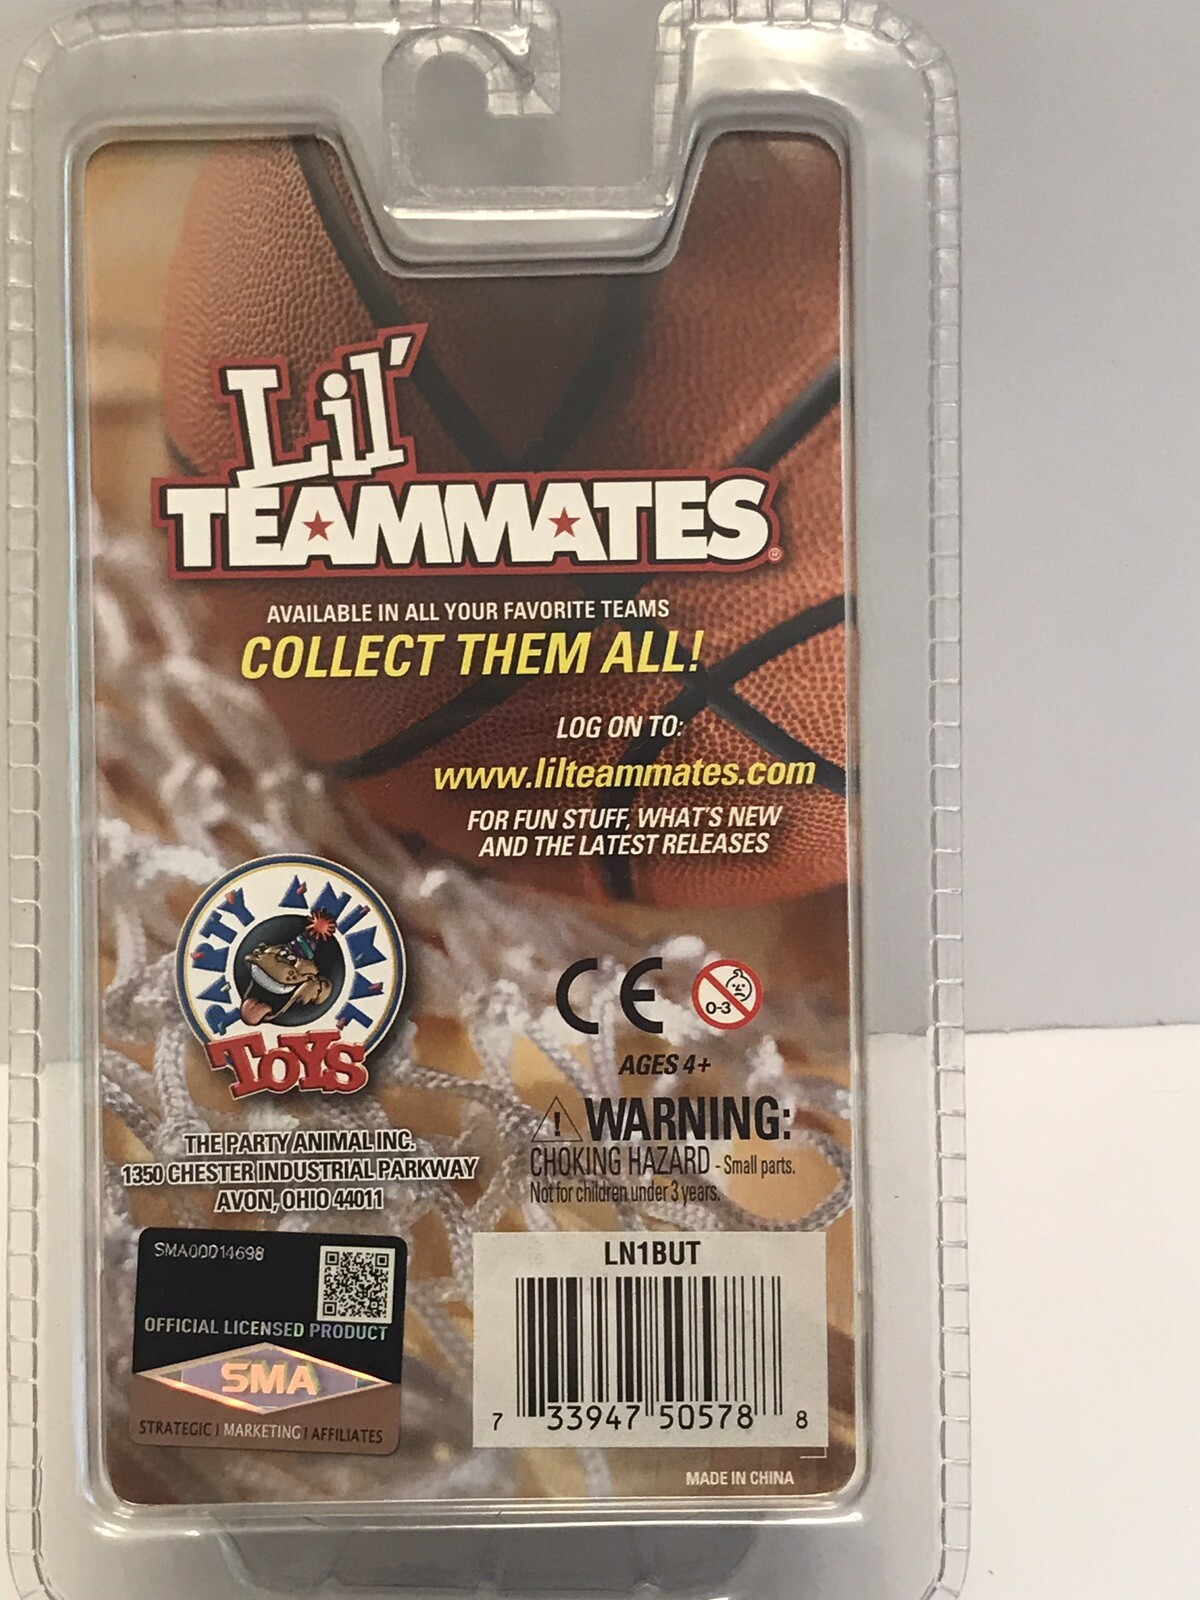 Lil'
TEAMMATES®
AVAILABLE IN ALL YOUR FAVORITE TEAMS
COLLECT THEM ALL!
LOG ON TO:
www.lilteammates.com
FOR FUN STUFF, WHAT'S NEW
AND THE LATEST RELEASES
PARTY ANIMAL
TOYS
THE PARTY ANIMAL INC.
1350 CHESTER INDUSTRIAL PARKWAY
AVON, OHIO 44011
CE
0-3
AGES 4+
! WARNING:
CHOKING HAZARD - Small parts.
Not for children under 3 years.
SMA00014698
OFFICIAL LICENSED PRODUCT
SMA
STRATEGIC | MARKETING | AFFILIATES
LN1BUT
7 33947 50578 8
MADE IN CHINA